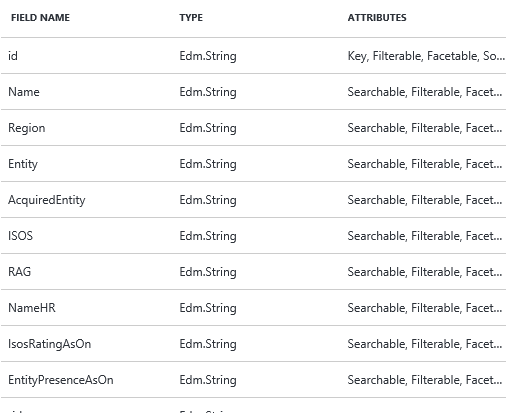 FIELD NAME TYPE ATTRIBUTES
id Edm.String Key, Filterable, Facetable, So...
Name Edm.String Searchable, Filterable, Facet...
Region Edm.String Searchable, Filterable, Facet...
Entity Edm.String Searchable, Filterable, Facet...
AcquiredEntity Edm.String Searchable, Filterable, Facet...
ISOS Edm.String Searchable, Filterable, Facet...
RAG Edm.String Searchable, Filterable, Facet...
NameHR Edm.String Searchable, Filterable, Facet...
IsosRatingAsOn Edm.String Searchable, Filterable, Facet...
EntityPresenceAsOn Edm.String Searchable, Filterable, Facet...